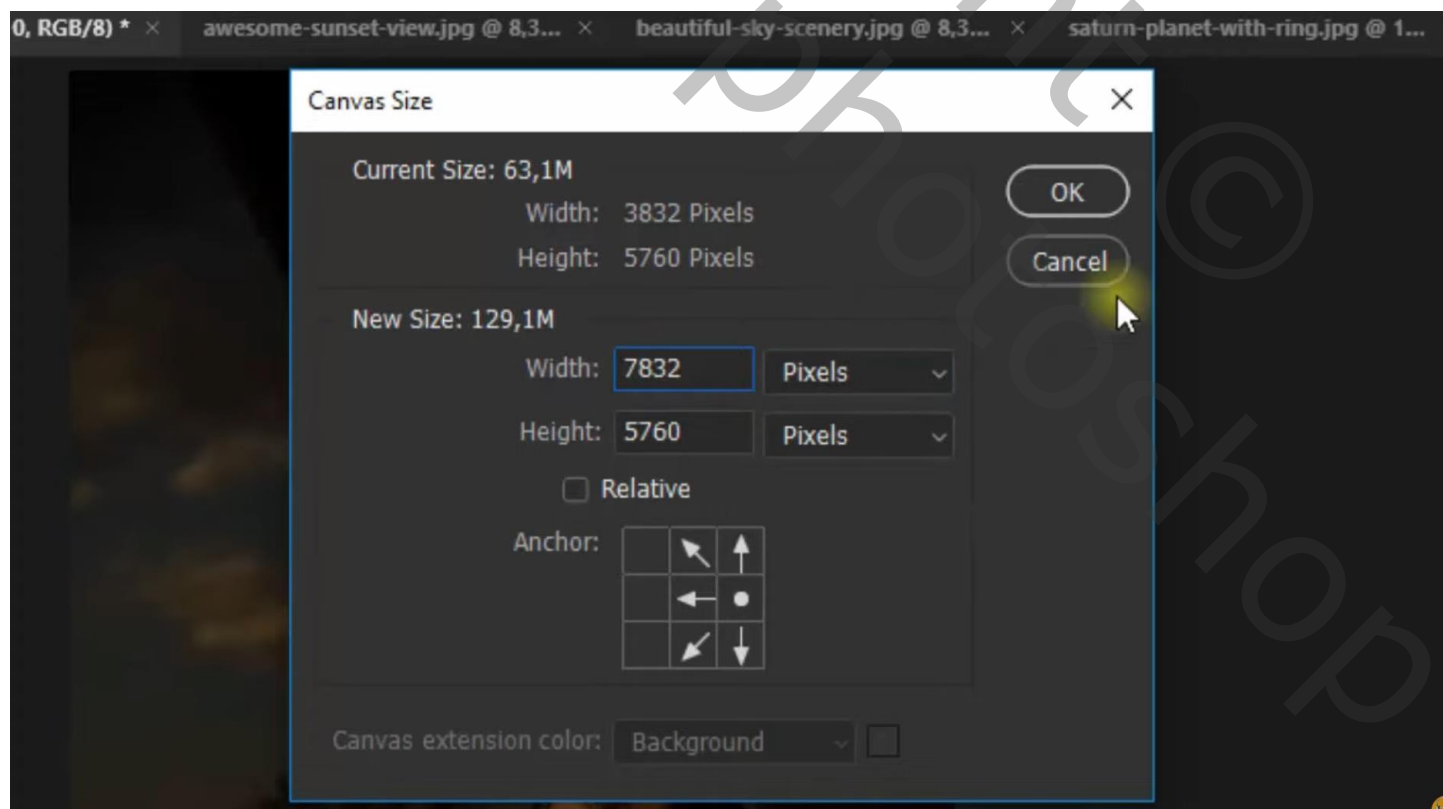 0, RGB/8) * × awesome-sunset-view.jpg @ 8,3... × beautiful-sky-scenery.jpg @ 8,3... × saturn-planet-with-ring.jpg @ 1...
Canvas Size ×
Current Size: 63,1M
Width: 3832 Pixels
Height: 5760 Pixels
OK
Cancel
New Size: 129,1M
Width: 7832 Pixels
Height: 5760 Pixels
Relative
Anchor:
Canvas extension color: Background
©
photoshop